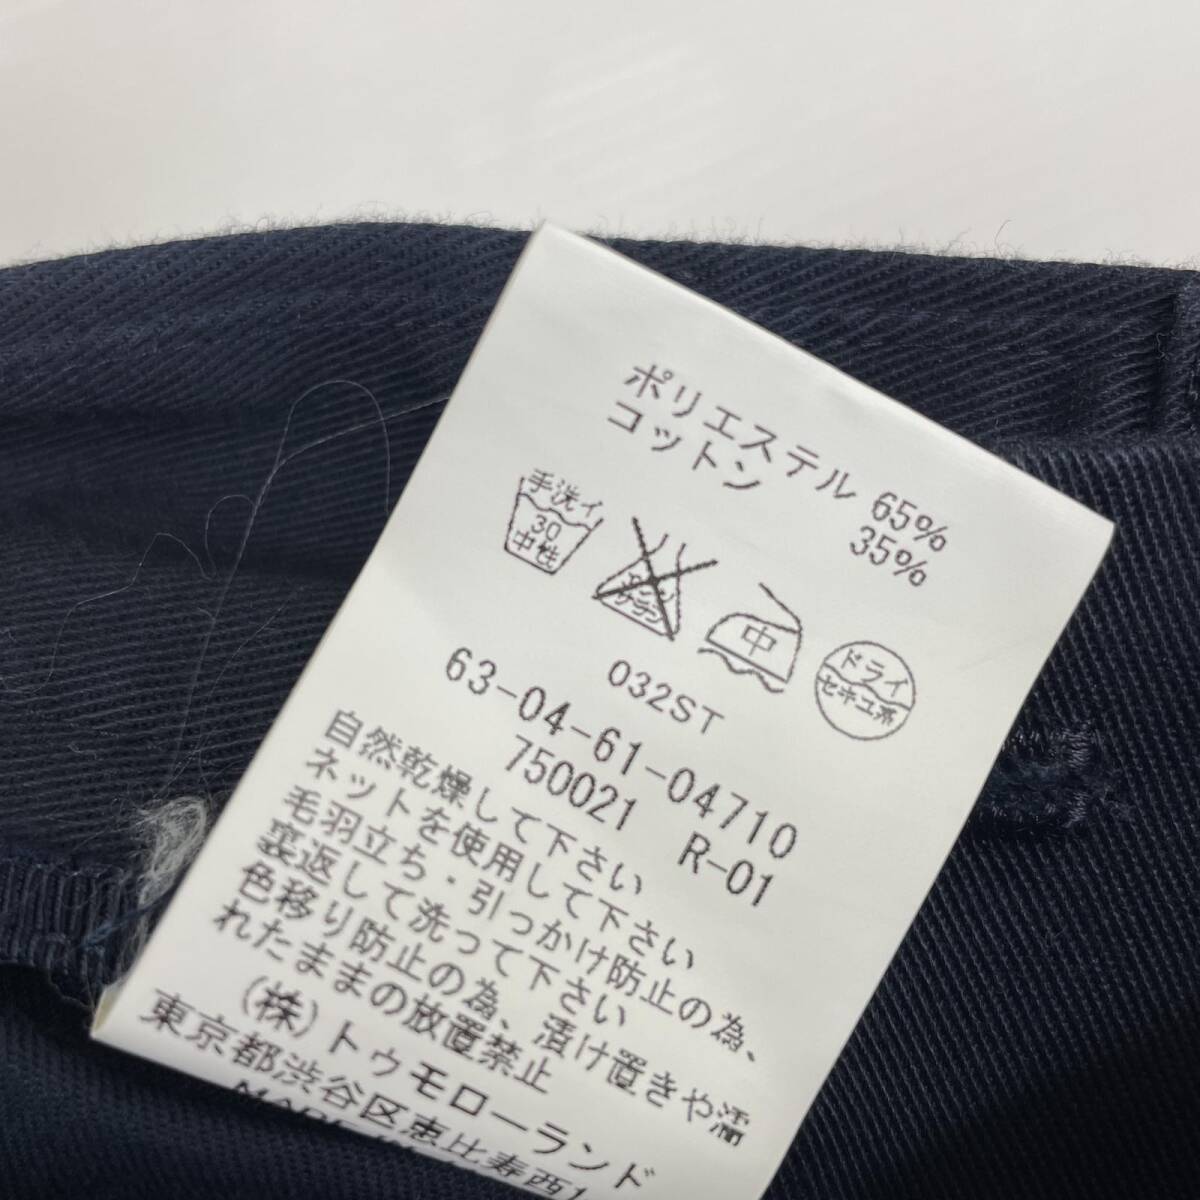 ポリエステル 65%
コットン 35%
手洗イ
30
中性
中
ドライ
セキユ系
032ST
63-04-61-04710
750021 R-01
自然乾燥して下さい
ネットを使用して下さい
毛羽立ち・引っかけ防止の為、
裏返して洗って下さい
色移り防止の為、漬け置きや濡
れたままの放置禁止
(株)トゥモローランド
東京都渋谷区恵比寿西1